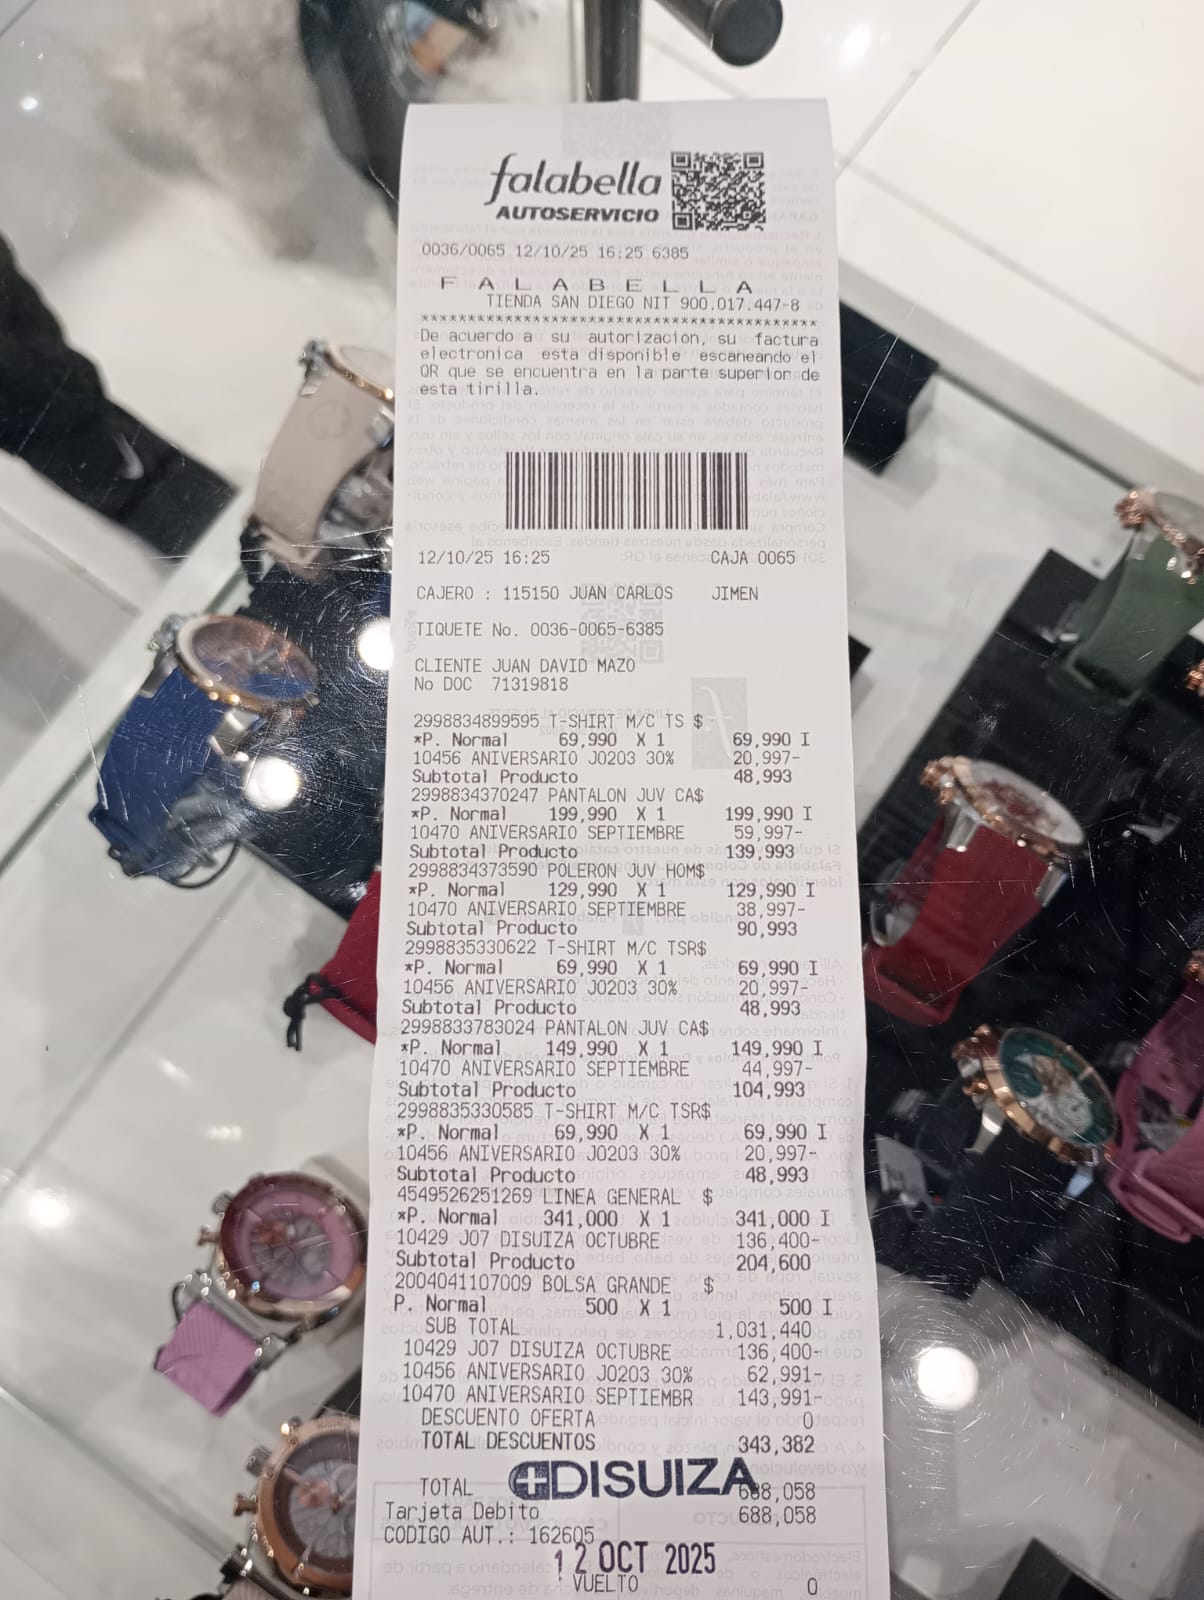 falabella
AUTOSERVICIO
0036/0065 12/10/25 16:25 6385
F A L A B E L L A
TIENDA SAN DIEGO NIT 900.017.447-8
******************************************
De acuerdo a su autorizacion, su factura
electronica esta disponible escaneando el
QR que se encuentra en la parte superior de
esta tirilla.
12/10/25 16:25 CAJA 0065
CAJERO : 115150 JUAN CARLOS JIMEN
TIQUETE No. 0036-0065-6385
CLIENTE JUAN DAVID MAZO
No DOC 71319818
2998834899595 T-SHIRT M/C TS $
*P. Normal 69,990 X 1 69,990 I
10456 ANIVERSARIO J0203 30% 20,997-
Subtotal Producto 48,993
2998834370247 PANTALON JUV CA$
*P. Normal 199,990 X 1 199,990 I
10470 ANIVERSARIO SEPTIEMBRE 59,997-
Subtotal Producto 139,993
2998834373590 POLERON JUV HOM$
*P. Normal 129,990 X 1 129,990 I
10470 ANIVERSARIO SEPTIEMBRE 38,997-
Subtotal Producto 90,993
2998835330622 T-SHIRT M/C TSR$
*P. Normal 69,990 X 1 69,990 I
10456 ANIVERSARIO J0203 30% 20,997-
Subtotal Producto 48,993
2998833783024 PANTALON JUV CA$
*P. Normal 149,990 X 1 149,990 I
10470 ANIVERSARIO SEPTIEMBRE 44,997-
Subtotal Producto 104,993
2998835330585 T-SHIRT M/C TSR$
*P. Normal 69,990 X 1 69,990 I
10456 ANIVERSARIO J0203 30% 20,997-
Subtotal Producto 48,993
4549526251269 LINEA GENERAL $
*P. Normal 341,000 X 1 341,000 I
10429 J07 DISUIZA OCTUBRE 136,400-
Subtotal Producto 204,600
2004041107009 BOLSA GRANDE $
P. Normal 500 X 1 500 I
SUB TOTAL 1,031,440
10429 J07 DISUIZA OCTUBRE 136,400-
10456 ANIVERSARIO J0203 30% 62,991-
10470 ANIVERSARIO SEPTIEMBR 143,991-
DESCUENTO OFERTA 0
TOTAL DESCUENTOS 343,382
DISUIZA
TOTAL 688,058
Tarjeta Debito 688,058
CODIGO AUT.: 162605
12 OCT 2025
VUELTO 0